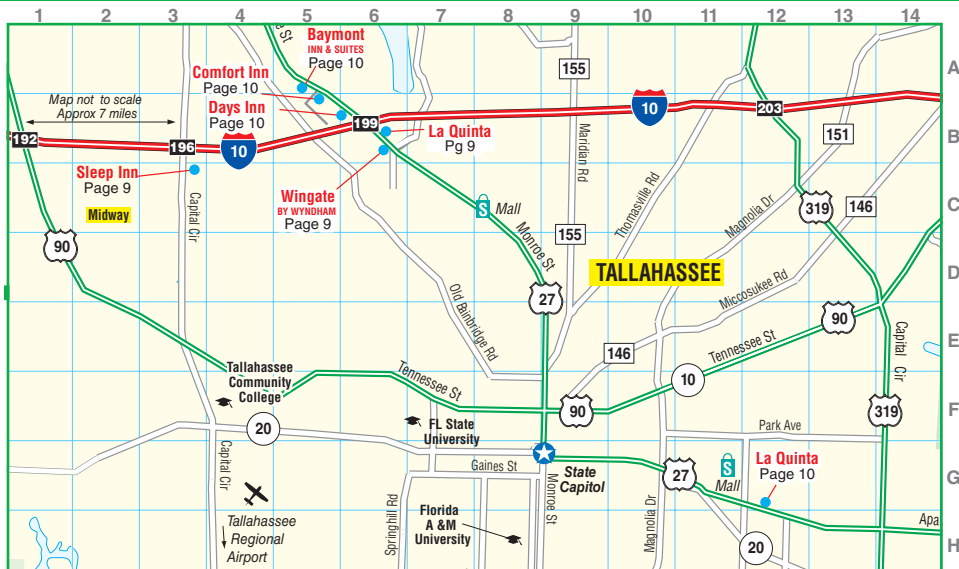 1 2 3 4 5 6 7 8 9 10 11 12 13 14
A
B
C
D
E
F
G
H
Baymont
INN & SUITES
Page 10
Comfort Inn
Page 10
Days Inn
Page 10
Map not to scale
Approx 7 miles
192
196
10
199
10
203
155
151
La Quinta
Pg 9
Sleep Inn
Page 9
Midway
Wingate
BY WYNDHAM
Page 9
Capital Cir
S Mall
Monroe St
Meridian Rd
155
Thomasville Rd
Magnolia Dr
319
146
90
TALLAHASSEE
Miccosukee Rd
27
Old Bainbridge Rd
90
Tennessee St
146
10
Capital Cir
Tallahassee
Community
College
Tennessee St
90
319
20
FL State
University
Park Ave
Capital Cir
Gaines St
State
Capitol
27
S
Mall
La Quinta
Page 10
Springhill Rd
Monroe St
Magnolia Dr
Florida
A &M
University
Tallahassee
Regional
Airport
20
Apa
e St